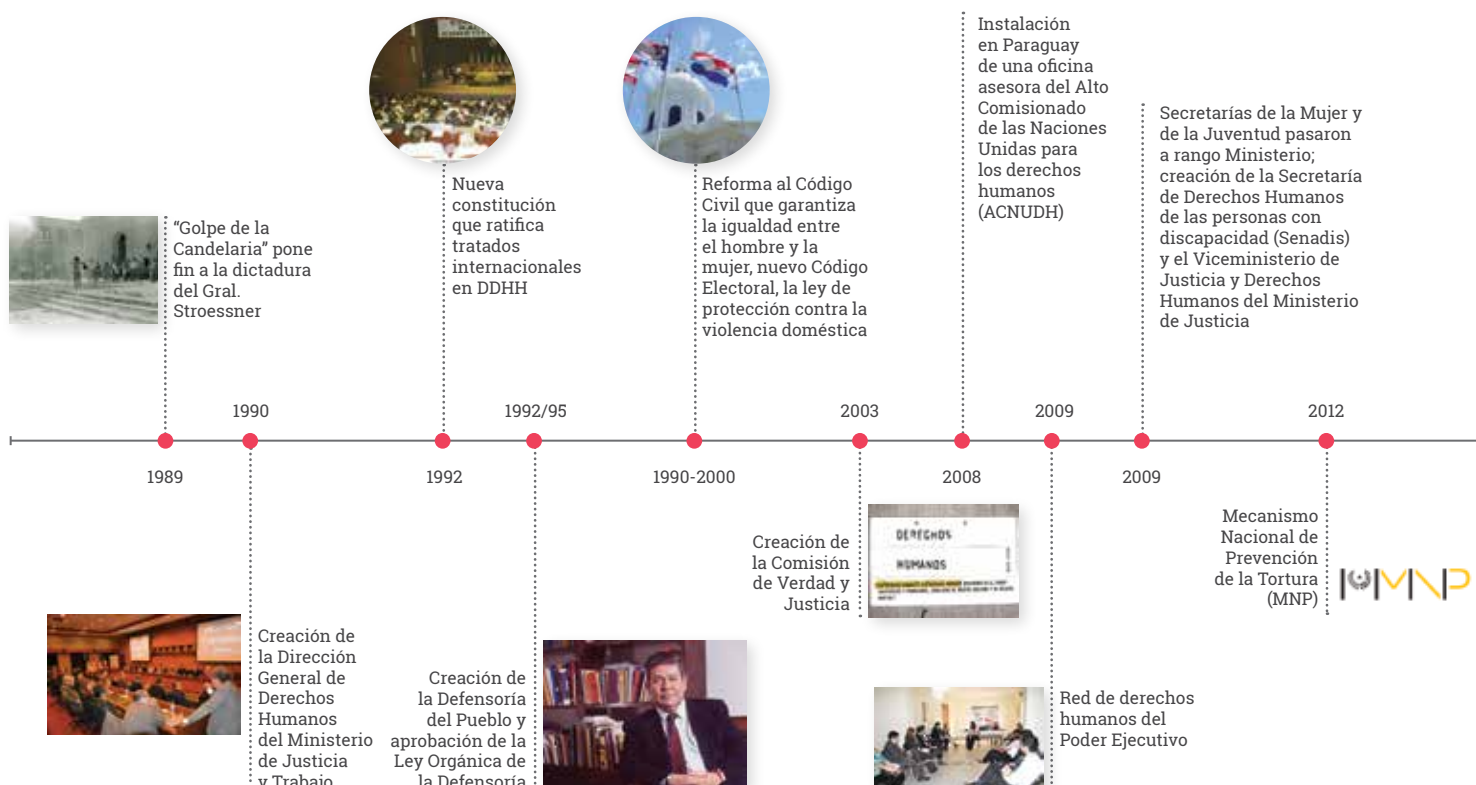 “Golpe de la
Candelaria” pone
fin a la dictadura
del Gral.
Stroessner
Nueva
constitución
que ratifica
tratados
internacionales
en DDHH
Reforma al Código
Civil que garantiza
la igualdad entre
el hombre y la
mujer, nuevo Código
Electoral, la ley de
protección contra la
violencia doméstica
Instalación
en Paraguay
de una oficina
asesora del Alto
Comisionado
de las Naciones
Unidas para
los derechos
humanos
(ACNUDH)
Secretarías de la Mujer y
de la Juventud pasaron
a rango Ministerio;
creación de la Secretaría
de Derechos Humanos
de las personas con
discapacidad (Senadis)
y el Viceministerio de
Justicia y Derechos
Humanos del Ministerio
de Justicia
1990
1992/95
2003
2009
2012
1989
1992
1990-2000
2008
2009
Creación de
la Dirección
General de
Derechos
Humanos
del Ministerio
de Justicia
y Trabajo
Creación de
la Defensoría
del Pueblo y
aprobación de la
Ley Orgánica de
la Defensoría
Creación de
la Comisión
de Verdad y
Justicia
DERECHOS
HUMANOS
Red de derechos
humanos del
Poder Ejecutivo
Mecanismo
Nacional de
Prevención
de la Tortura
(MNP)
MNP